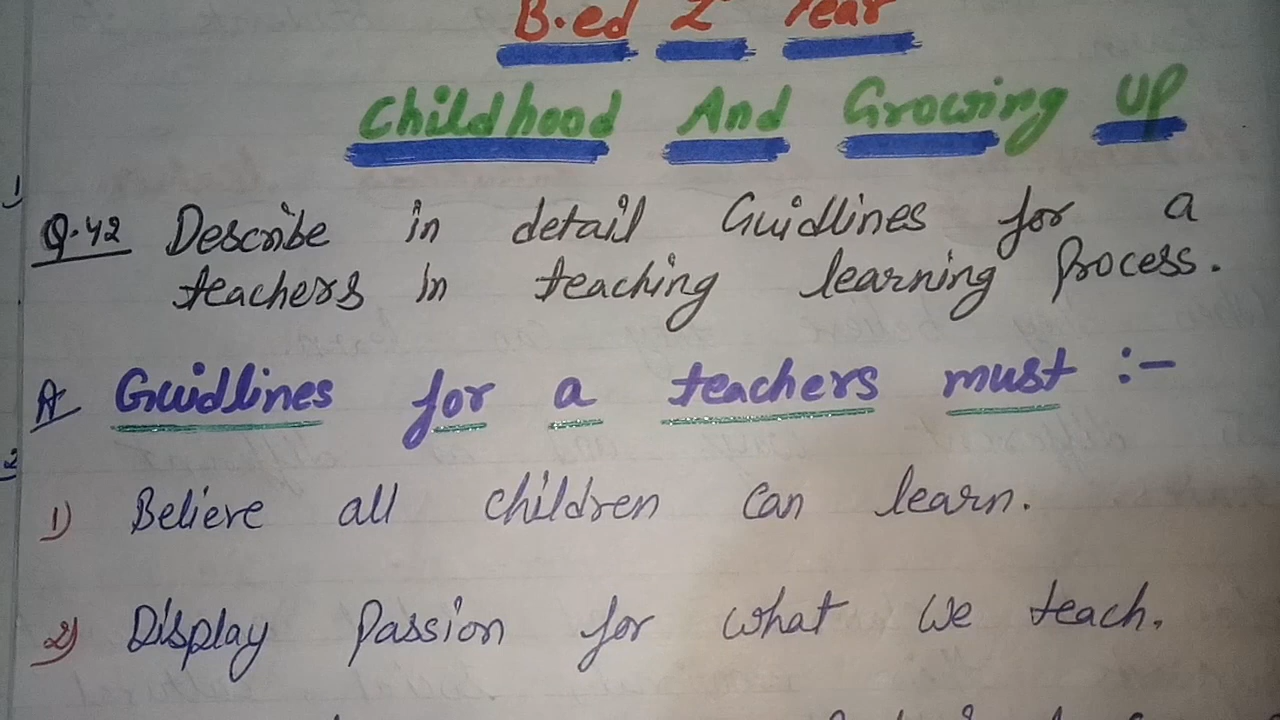 B.ed 2 Year
Childhood And Growing UP
Q.42 Describe in detail Guidlines for a
teachers in teaching learning Process.
A Guidlines for a teachers must :-
1) Believe all children can learn.
2) Display Passion for what we teach.